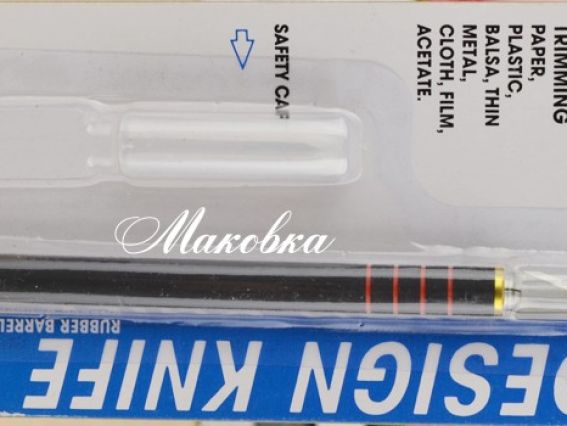 TRIMMING
PAPER,
PLASTIC,
BALSA, THIN
METAL,
CLOTH, FILM,
ACETATE.
SAFETY CAP
Маковка
RUBBER BARREL
DESIGN KNIFE